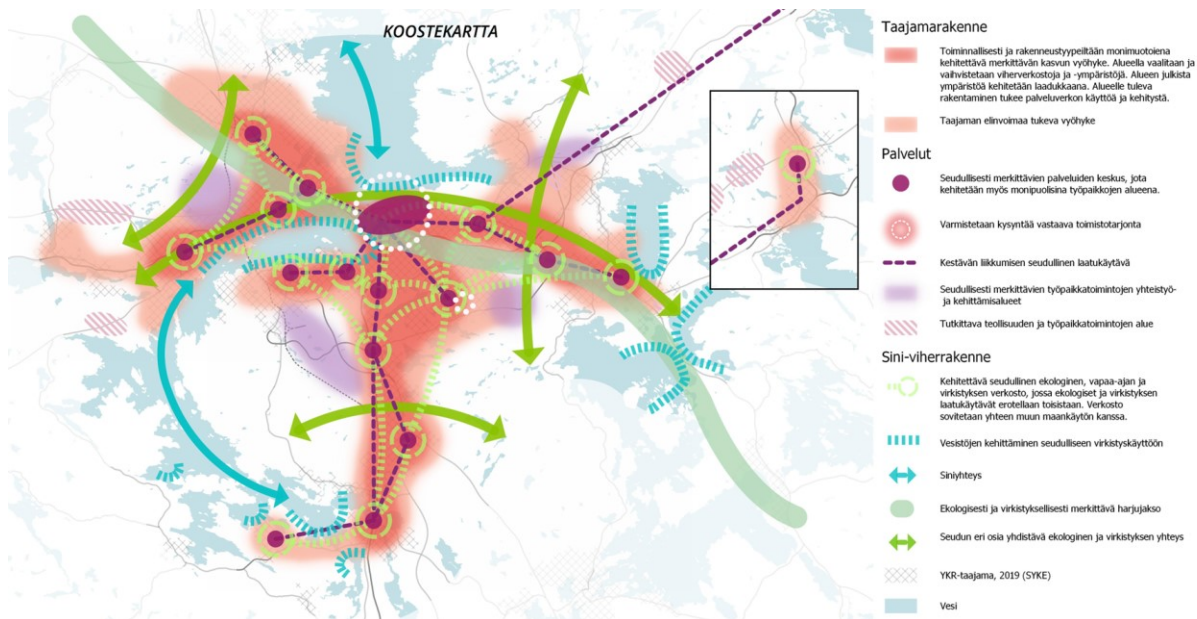 KOOSTEKARTTA
Taajamarakenne
Toiminnallisesti ja rakenneustyypeiltään monimuotoiena
kehitettävä merkittävän kasvun vyöhyke. Alueella vaalitaan ja
vaihvistetaan viherverkostoja ja -ympäristöjä. Alueen julkista
ympäristöä kehitetään laadukkaana. Alueelle tuleva
rakentaminen tukee palveluverkon käyttöä ja kehitystä.
Taajaman elinvoimaa tukeva vyöhyke
Palvelut
Seudullisesti merkittävien palveluiden keskus, jota
kehitetään myös monipuolisina työpaikkojen alueena.
Varmistetaan kysyntää vastaava toimistotarjonta
Kestävän liikkumisen seudullinen laatukäytävä
Seudullisesti merkittävien työpaikkatoimintojen yhteistyö-
ja kehittämisalueet
Tutkittava teollisuuden ja työpaikkatoimintojen alue
Sini-viherrakenne
Kehitettävä seudullinen ekologinen, vapaa-ajan ja
virkistyksen verkosto, jossa ekologiset ja virkistyksen
laatukäytävät erotellaan toisistaan. Verkosto
sovitetaan yhteen muun maankäytön kanssa.
Vesistöjen kehittäminen seudulliseen virkistyskäyttöön
Siniyhteys
Ekologisesti ja virkistyksellisesti merkittävä harjujakso
Seudun eri osia yhdistävä ekologinen ja virkistyksen yhteys
YKR-taajama, 2019 (SYKE)
Vesi